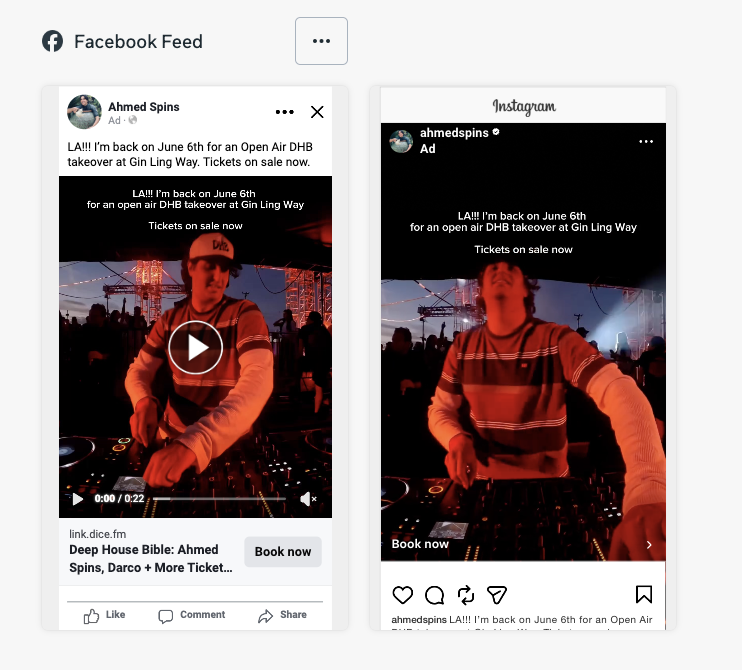 Facebook Feed
Ahmed Spins
Ad ·
LA!!! I'm back on June 6th for an Open Air DHB
takeover at Gin Ling Way. Tickets on sale now.
LA!!! I'm back on June 6th
for an open air DHB takeover at Gin Ling Way
Tickets on sale now
0:00 / 0:22
link.dice.fm
Deep House Bible: Ahmed
Spins, Darco + More Ticket...
Book now
Like
Comment
Share
Instagram
ahmedspins
Ad
LA!!! I'm back on June 6th
for an open air DHB takeover at Gin Ling Way
Tickets on sale now
Book now
ahmedspins LA!!! I'm back on June 6th for an Open Air